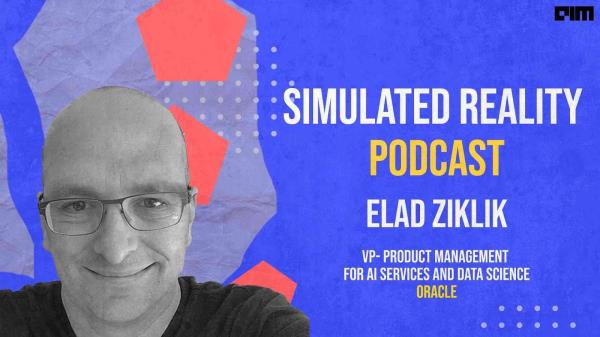 AIM
SIMULATED REALITY
PODCAST
ELAD ZIKLIK
VP- PRODUCT MANAGEMENT
FOR AI SERVICES AND DATA SCIENCE
ORACLE